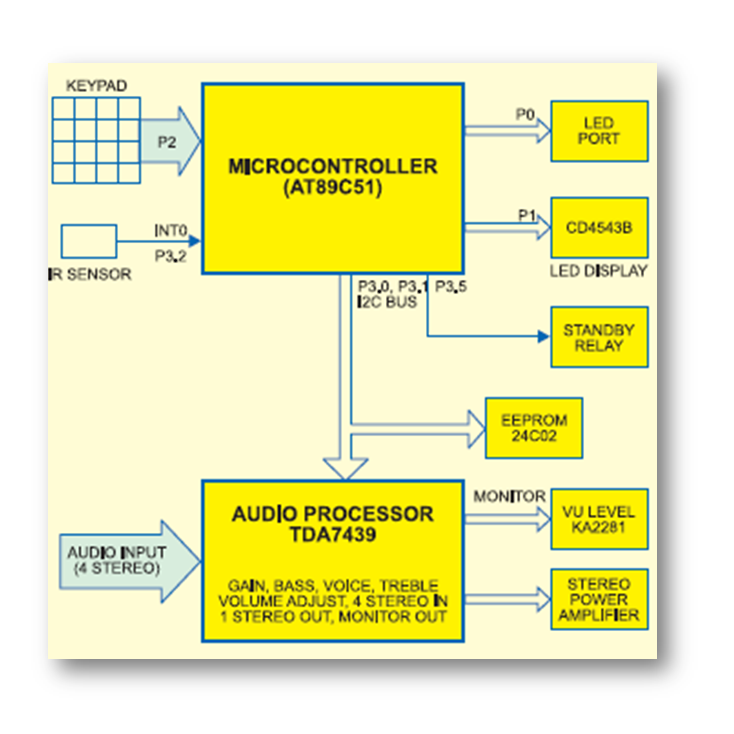 KEYPAD
P2
MICROCONTROLLER
(AT89C51)
P0
LED
PORT
INT0
P3.2
IR SENSOR
P1
CD4543B
LED DISPLAY
P3.0, P3.1
I2C BUS
P3.5
STANDBY
RELAY
EEPROM
24C02
AUDIO INPUT
(4 STEREO)
AUDIO PROCESSOR
TDA7439
GAIN, BASS, VOICE, TREBLE
VOLUME ADJUST, 4 STEREO IN
1 STEREO OUT, MONITOR OUT
MONITOR
VU LEVEL
KA2281
STEREO
POWER
AMPLIFIER